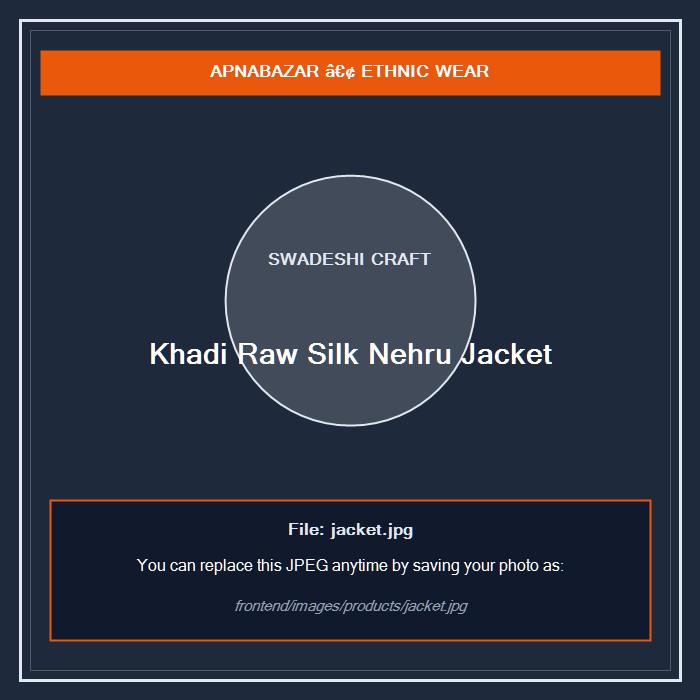 APNABAZAR â€¢ ETHNIC WEAR
SWADESHI CRAFT
Khadi Raw Silk Nehru Jacket
File: jacket.jpg
You can replace this JPEG anytime by saving your photo as:
frontend/images/products/jacket.jpg